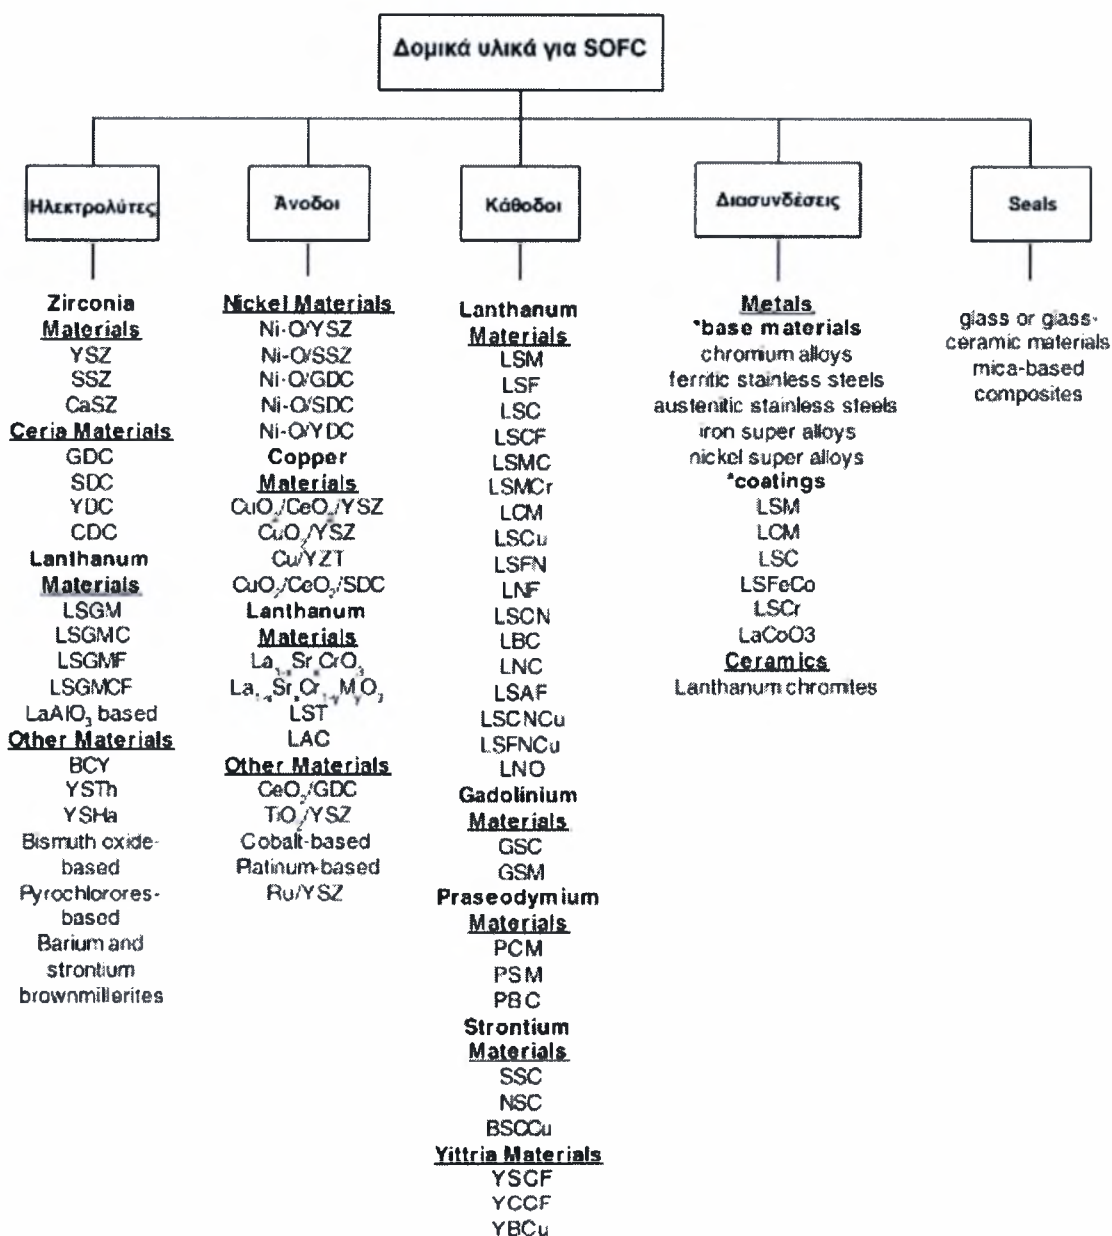 Δομικά υλικά για SOFC
Ηλεκτρολύτες
Άνοδοι
Κάθοδοι
Διασυνδέσεις
Seals
Zirconia
Materials
YSZ
SSZ
CaSZ
Ceria Materials
GDC
SDC
YDC
CDC
Lanthanum
Materials
LSGM
LSGMC
LSGMF
LSGMCF
LaAlO3 based
Other Materials
BCY
YSTh
YSHa
Bismuth oxide-
based
Pyrochlorores-
based
Barium and
strontium
brownmillerites
Nickel Materials
Ni-O/YSZ
Ni-O/SSZ
Ni-O/GDC
Ni-O/SDC
Ni-O/YDC
Copper
Materials
CuO2/CeO2/YSZ
CuO2/YSZ
Cu/YZT
CuO2/CeO2/SDC
Lanthanum
Materials
La1-xSrxCrO3
La1-xSrxCr1-yMyO3
LST
LAC
Other Materials
CeO2/GDC
TiO2/YSZ
Cobalt-based
Platinum-based
Ru/YSZ
Lanthanum
Materials
LSM
LSF
LSC
LSCF
LSMC
LSMCr
LCM
LSCu
LSFN
LNF
LSCN
LBC
LNC
LSAF
LSCNCu
LSFNCu
LNO
Gadolinium
Materials
GSC
GSM
Praseodymium
Materials
PCM
PSM
PBC
Strontium
Materials
SSC
NSC
BSCCu
Yittria Materials
YSCF
YCCF
YBCu
Metals
*base materials
chromium alloys
ferritic stainless steels
austenitic stainless steels
iron super alloys
nickel super alloys
*coatings
LSM
LCM
LSC
LSFeCo
LSCr
LaCoO3
Ceramics
Lanthanum chromites
glass or glass-
ceramic materials
mica-based
composites